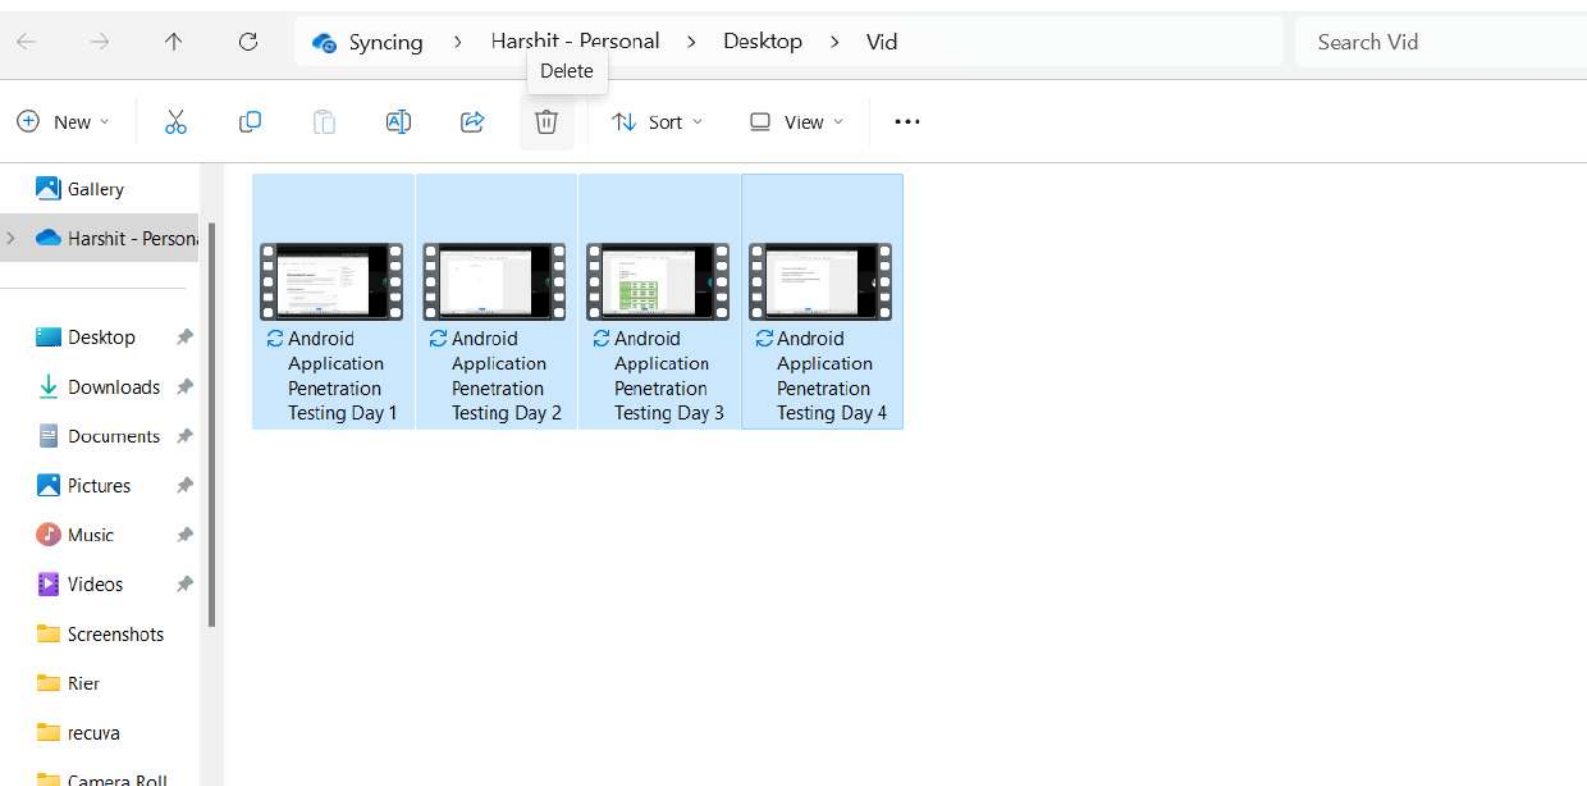 Syncing > Harshit - Personal > Desktop > Vid
Search Vid
Delete
New
Sort
View
Gallery
Harshit - Persona
Desktop
Downloads
Documents
Pictures
Music
Videos
Screenshots
Rier
recuva
Camera Roll
Android
Application
Penetration
Testing Day 1
Android
Application
Penetration
Testing Day 2
Android
Application
Penetration
Testing Day 3
Android
Application
Penetration
Testing Day 4